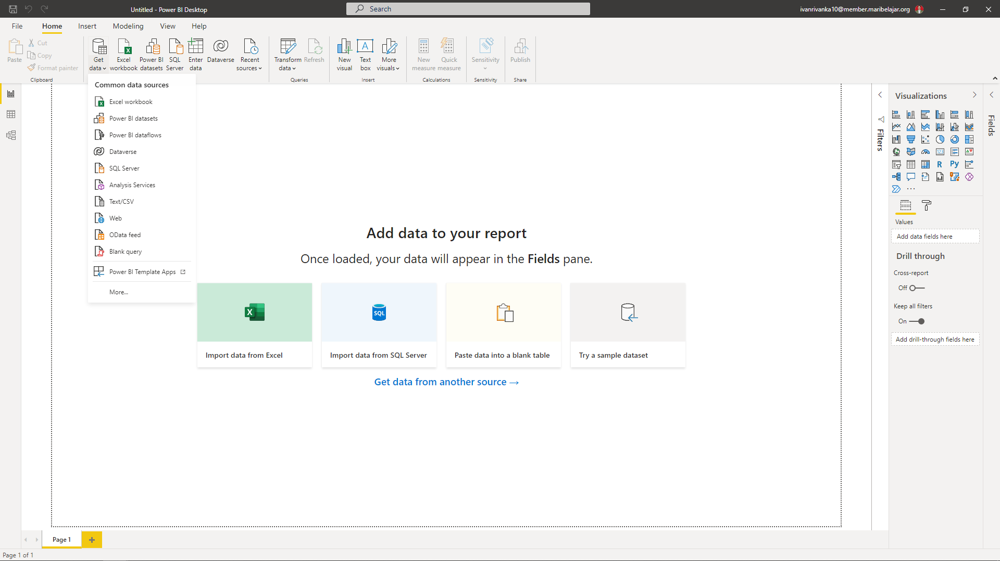 Untitled - Power BI Desktop
Search
ivanrivanka10@member.maribelajar.org
File
Home
Insert
Modeling
View
Help
Paste
Cut
Copy
Format painter
Clipboard
Get data
Excel workbook
Power BI datasets
SQL Server
Enter data
Dataverse
Recent sources
Transform data
Refresh
Queries
New visual
Text box
More visuals
Insert
New measure
Quick measure
Calculations
Sensitivity
Sensitivity
Publish
Share
Common data sources
Excel workbook
Power BI datasets
Power BI dataflows
Dataverse
SQL Server
Analysis Services
Text/CSV
Web
OData feed
Blank query
Power BI Template Apps
More...
Add data to your report
Once loaded, your data will appear in the Fields pane.
SQL
Import data from Excel
Import data from SQL Server
Paste data into a blank table
Try a sample dataset
Get data from another source →
Filters
Visualizations
123
R
Py
...
Values
Add data fields here
Drill through
Cross-report
Off
Keep all filters
On
Add drill-through fields here
Fields
Page 1
Page 1 of 1